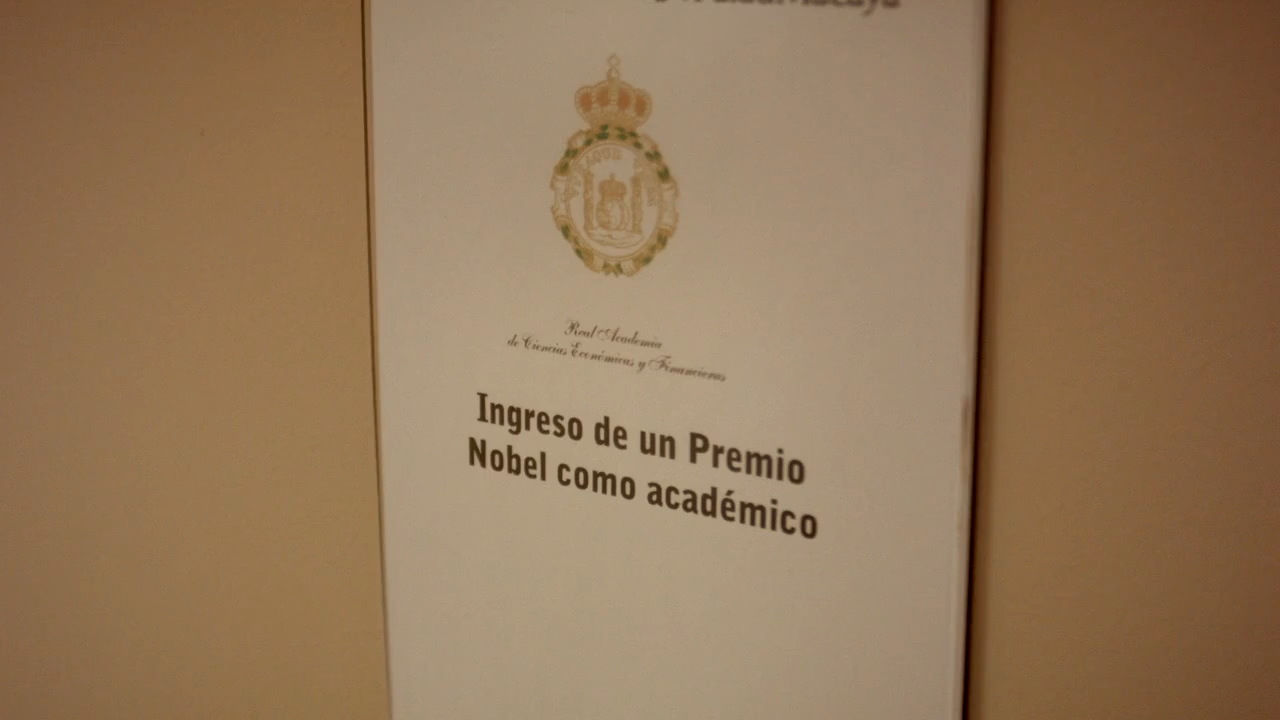 Real Academia
de Ciencias Económicas y Financieras
Ingreso de un Premio
Nobel como académico